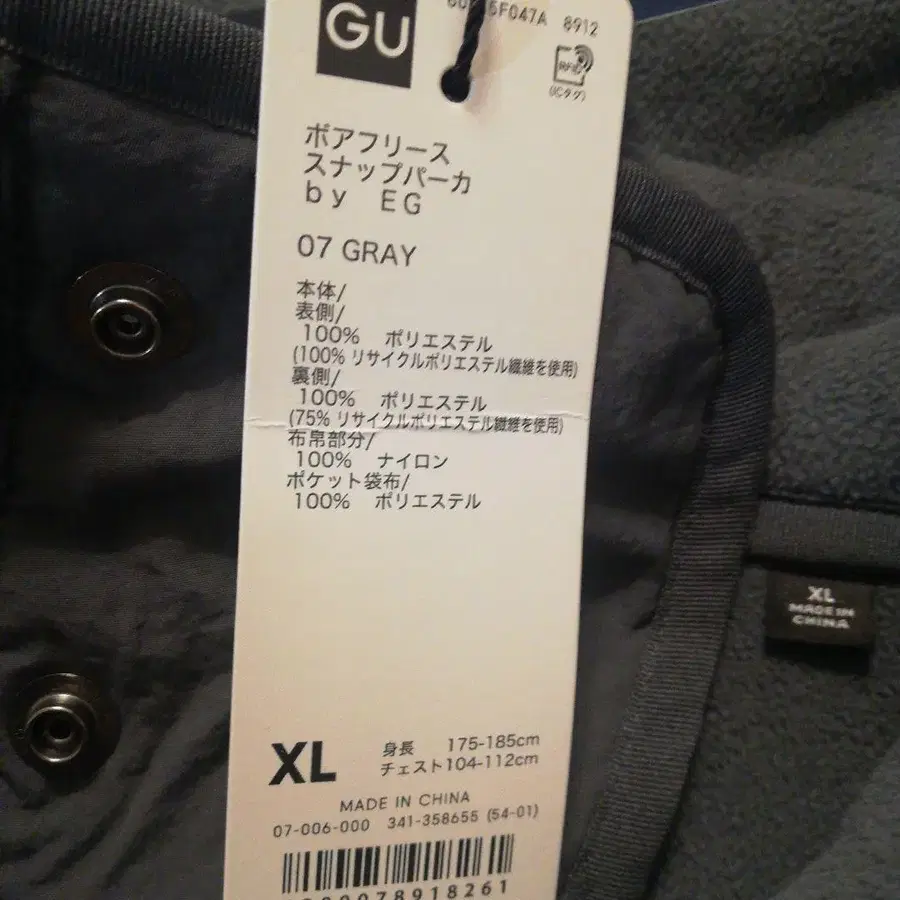 GU
5F047A 8912
RFID
(ICタグ)
ボアフリース
スナップパーカ
by EG
07 GRAY
本体/
表側/
100% ポリエステル
(100% リサイクルポリエステル繊維を使用)
裏側/
100% ポリエステル
(75% リサイクルポリエステル繊維を使用)
布帛部分/
100% ナイロン
ポケット袋布/
100% ポリエステル
XL 身長 175-185cm
チェスト104-112cm
MADE IN CHINA
07-006-000 341-358655 (54-01)
78918261
XL
MADE IN
CHINA